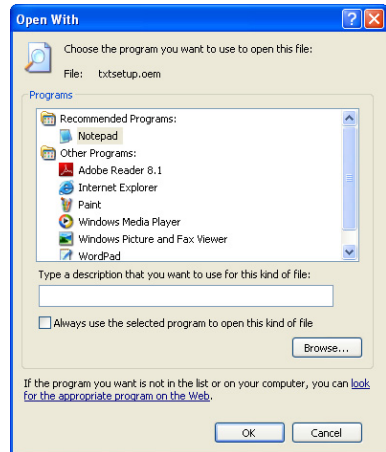 Open With
Choose the program you want to use to open this file:
File: txtsetup.oem
Programs
Recommended Programs:
Notepad
Other Programs:
Adobe Reader 8.1
Internet Explorer
Paint
Windows Media Player
Windows Picture and Fax Viewer
WordPad
Type a description that you want to use for this kind of file:
Always use the selected program to open this kind of file
Browse...
If the program you want is not in the list or on your computer, you can look
for the appropriate program on the Web.
OK Cancel